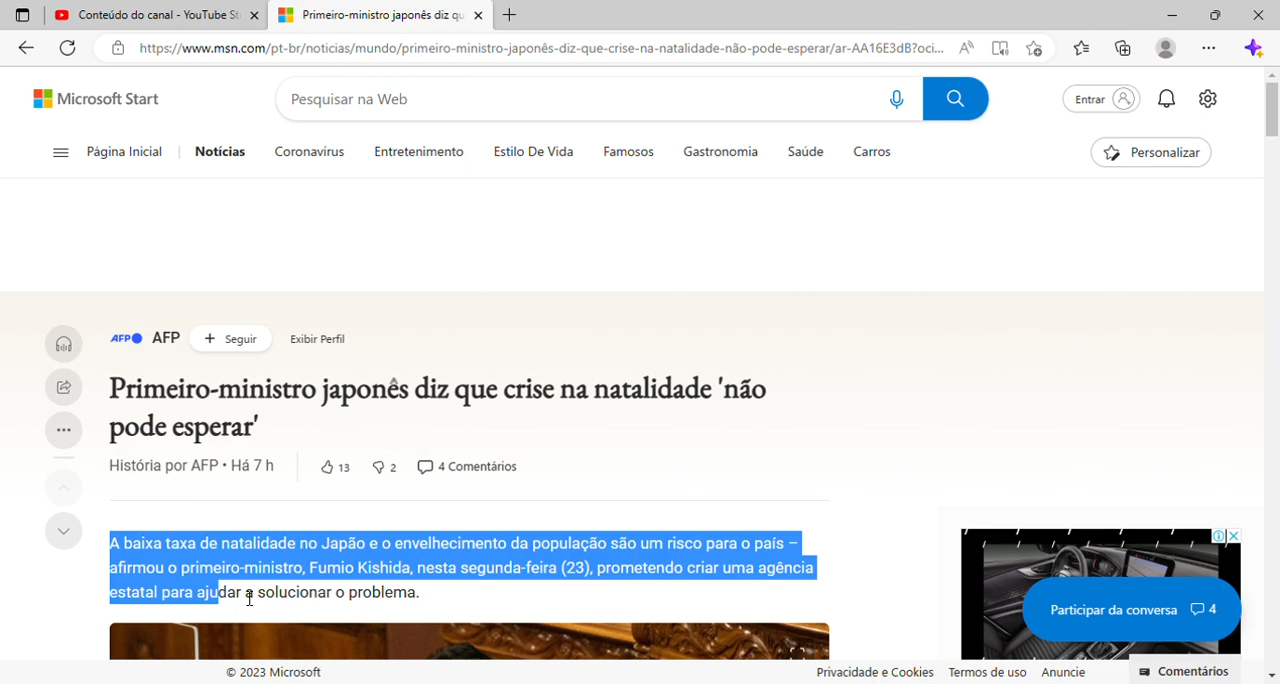 Conteúdo do canal - YouTube St
Primeiro-ministro japonês diz qu
https://www.msn.com/pt-br/noticias/mundo/primeiro-ministro-japonês-diz-que-crise-na-natalidade-não-pode-esperar/ar-AA16E3dB?oci...
Microsoft Start
Pesquisar na Web
Entrar
Página Inicial
Notícias
Coronavírus
Entretenimento
Estilo De Vida
Famosos
Gastronomia
Saúde
Carros
Personalizar
AFP AFP
+ Seguir
Exibir Perfil
Primeiro-ministro japonês diz que crise na natalidade 'não
pode esperar'
História por AFP • Há 7 h
13
2
4 Comentários
A baixa taxa de natalidade no Japão e o envelhecimento da população são um risco para o país –
afirmou o primeiro-ministro, Fumio Kishida, nesta segunda-feira (23), prometendo criar uma agência
estatal para ajudar a solucionar o problema.
Participar da conversa 4
© 2023 Microsoft
Privacidade e Cookies
Termos de uso
Anuncie
Comentários